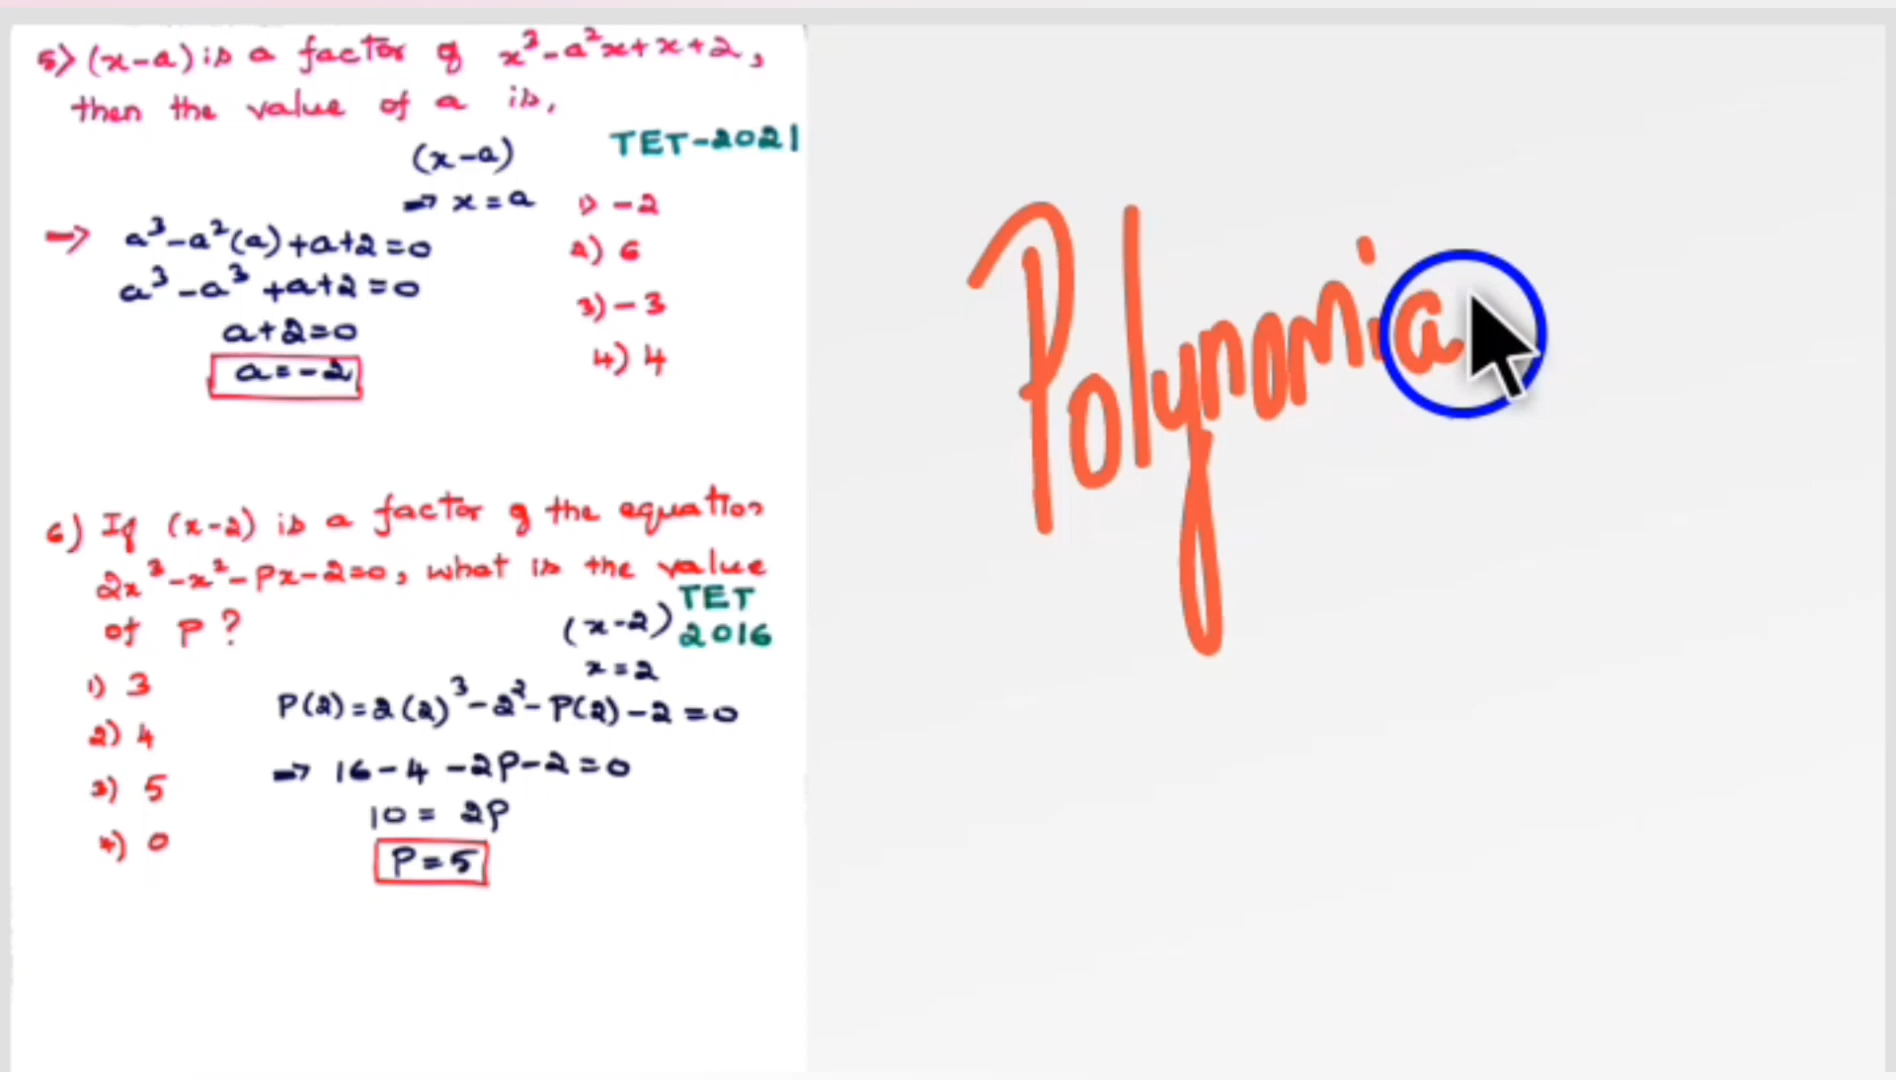 5) (x-a) is a factor of x³-a²x+x+2,
then the value of a is,
TET-2021
(x-a)
→ x=a
1) -2
→ a³-a²(a)+a+2=0
2) 6
a³-a³+a+2=0
3) -3
a+2=0
4) 4
a=-2
6) If (x-2) is a factor of the equation
2x³-x²-Px-2=0, what is the value
of P?
TET
2016
(x-2)
x=2
1) 3
P(2)=2(2)³-2²-P(2)-2=0
2) 4
→ 16-4-2P-2=0
3) 5
10=2P
4) 0
P=5
Polynomia